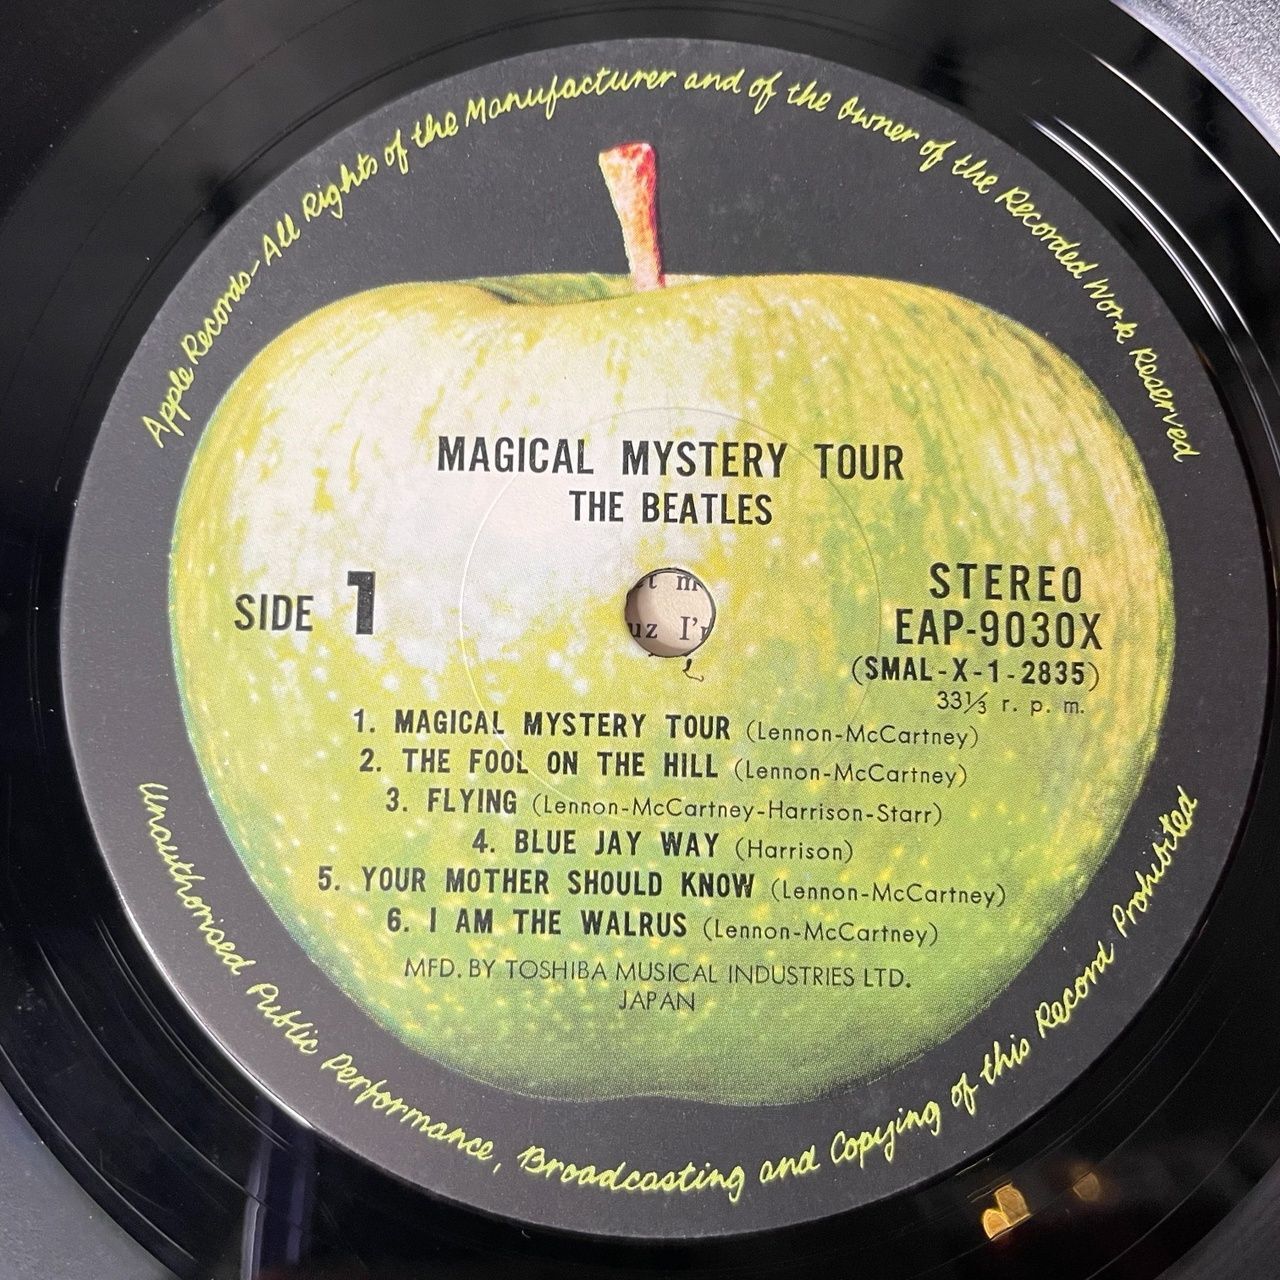 Apple Records-All Rights of the Manufacturer and of the Owner of the Recorded Work Reserved
MAGICAL MYSTERY TOUR
THE BEATLES
SIDE 1
STEREO
EAP-9030X
(SMAL-X-1-2835)
33⅓ r. p. m.
1. MAGICAL MYSTERY TOUR (Lennon-McCartney)
2. THE FOOL ON THE HILL (Lennon-McCartney)
3. FLYING (Lennon-McCartney-Harrison-Starr)
4. BLUE JAY WAY (Harrison)
5. YOUR MOTHER SHOULD KNOW (Lennon-McCartney)
6. I AM THE WALRUS (Lennon-McCartney)
MFD. BY TOSHIBA MUSICAL INDUSTRIES LTD.
JAPAN
Unauthorised Public Performance, Broadcasting and Copying of this Record Prohibited